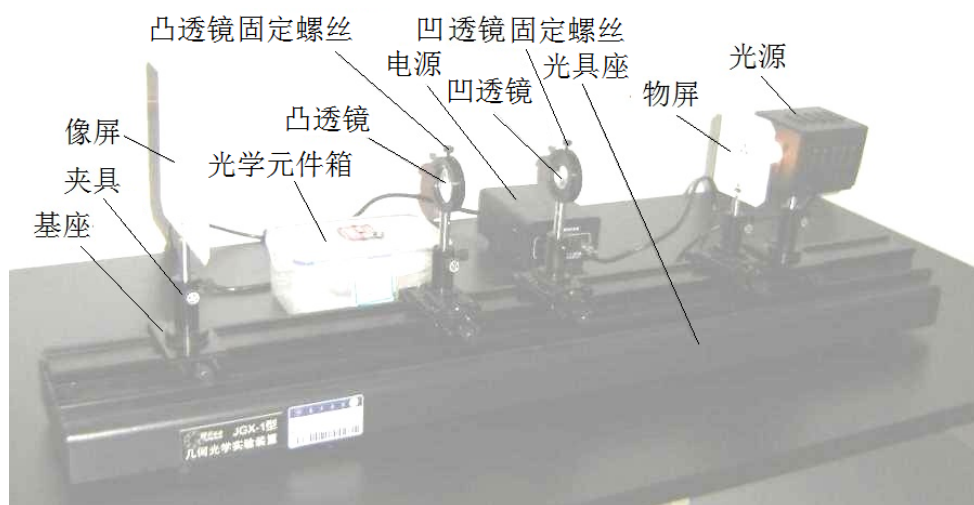 凸透镜固定螺丝
凹透镜固定螺丝
电源
光具座
光源
凹透镜
物屏
凸透镜
像屏
光学元件箱
夹具
基座
JGX-1型
几何光学实验装置